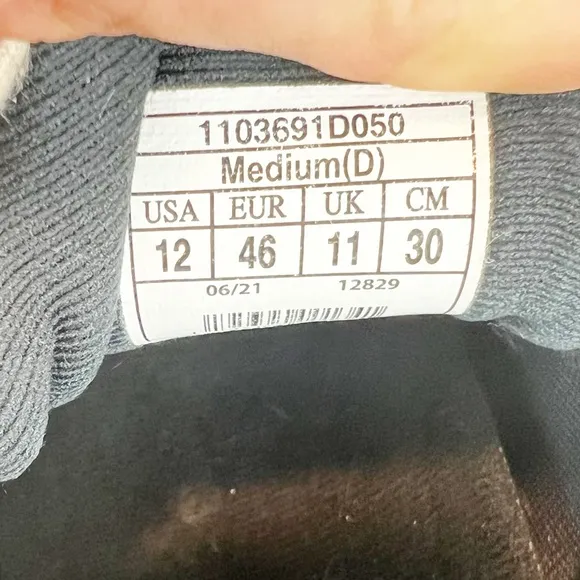 1103691D050
Medium(D)
USA EUR UK CM
12 46 11 30
06/21 12829